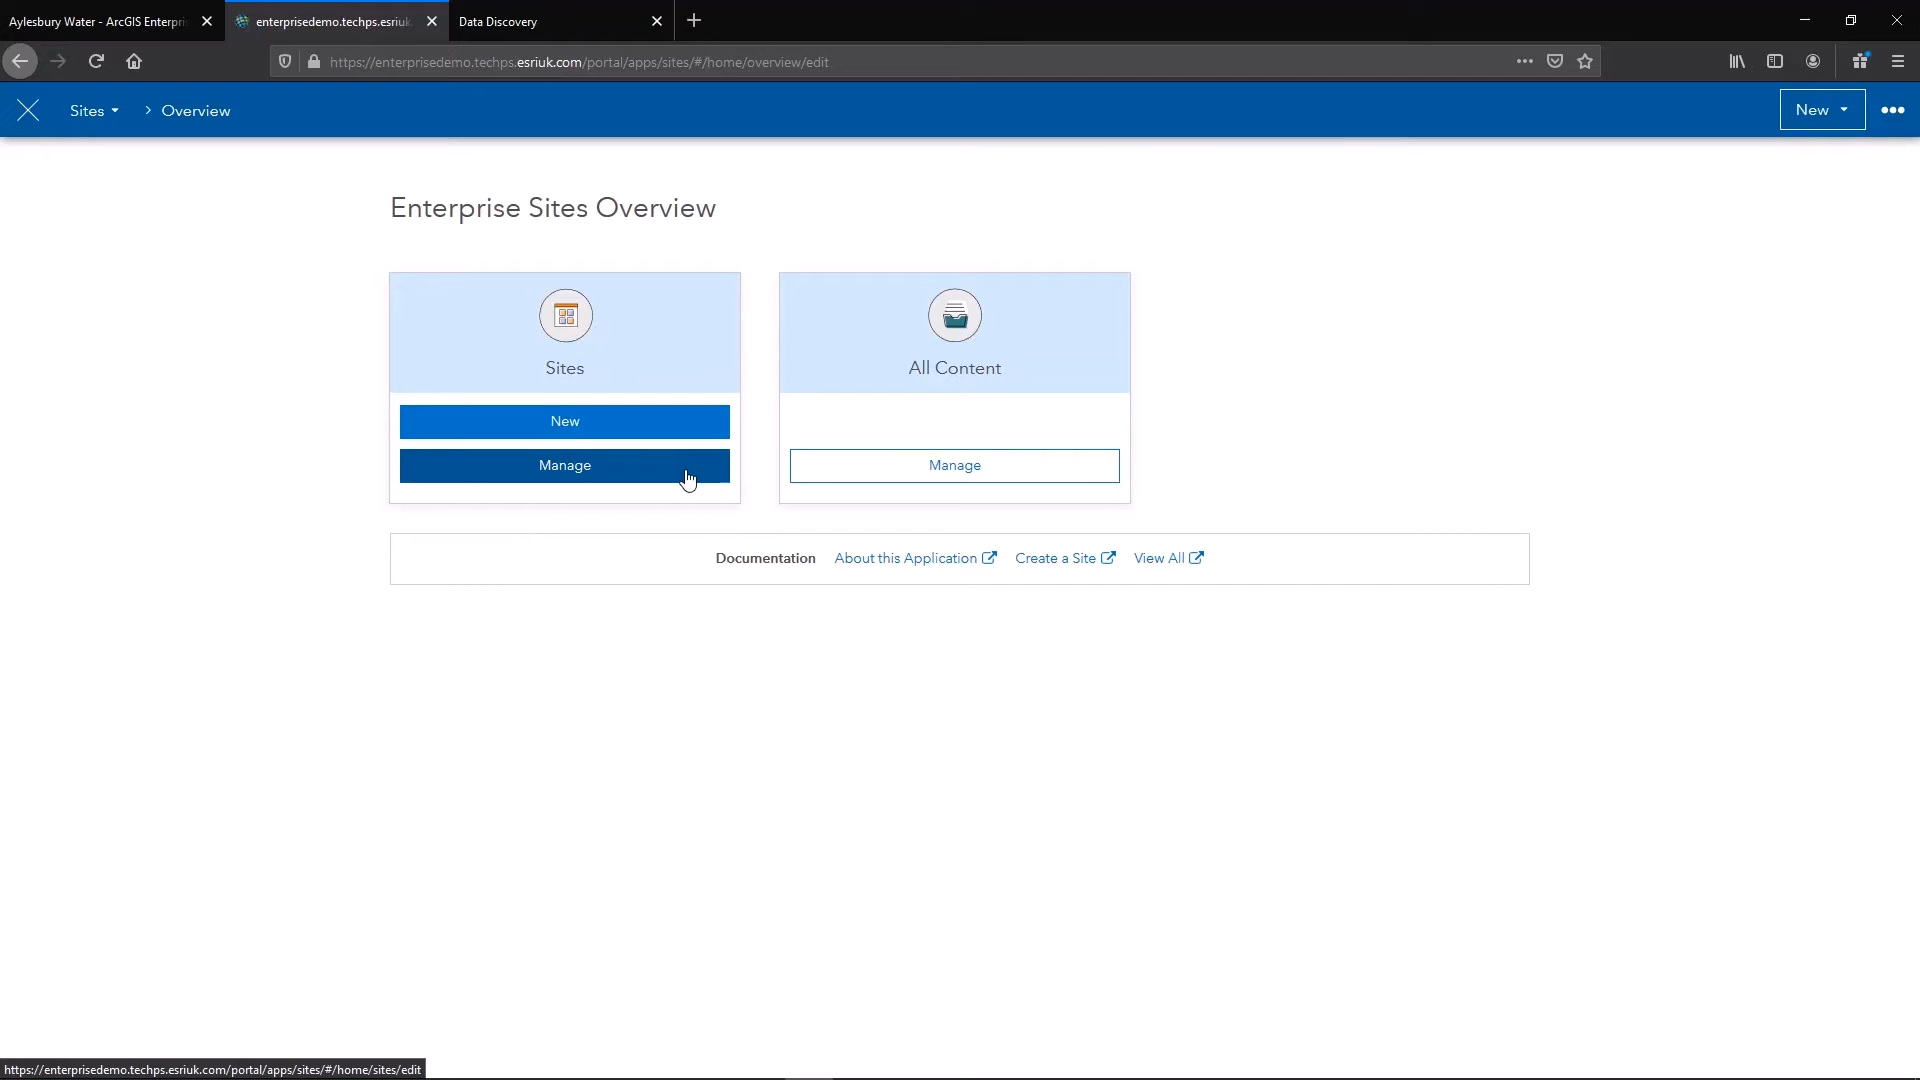 Aylesbury Water - ArcGIS Enterpri
enterprisedemo.techps.esriuk.
Data Discovery
https://enterprisedemo.techps.esriuk.com/portal/apps/sites/#/home/overview/edit
Sites
Overview
New
Enterprise Sites Overview
Sites
New
Manage
All Content
Manage
Documentation About this Application Create a Site View All
https://enterprisedemo.techps.esriuk.com/portal/apps/sites/#/home/sites/edit